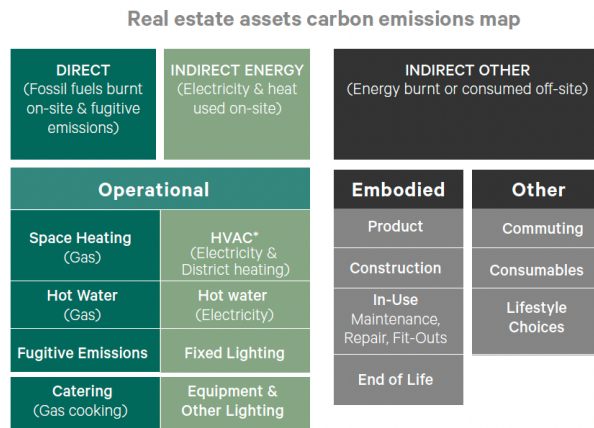 Real estate assets carbon emissions map
DIRECT
(Fossil fuels burnt
on-site & fugitive
emissions)
INDIRECT ENERGY
(Electricity & heat
used on-site)
INDIRECT OTHER
(Energy burnt or consumed off-site)
Operational
Space Heating
(Gas)
HVAC*
(Electricity &
District heating)
Hot Water
(Gas)
Hot water
(Electricity)
Fugitive Emissions
Fixed Lighting
Catering
(Gas cooking)
Equipment &
Other Lighting
Embodied
Product
Construction
In-Use
Maintenance,
Repair, Fit-Outs
End of Life
Other
Commuting
Consumables
Lifestyle
Choices